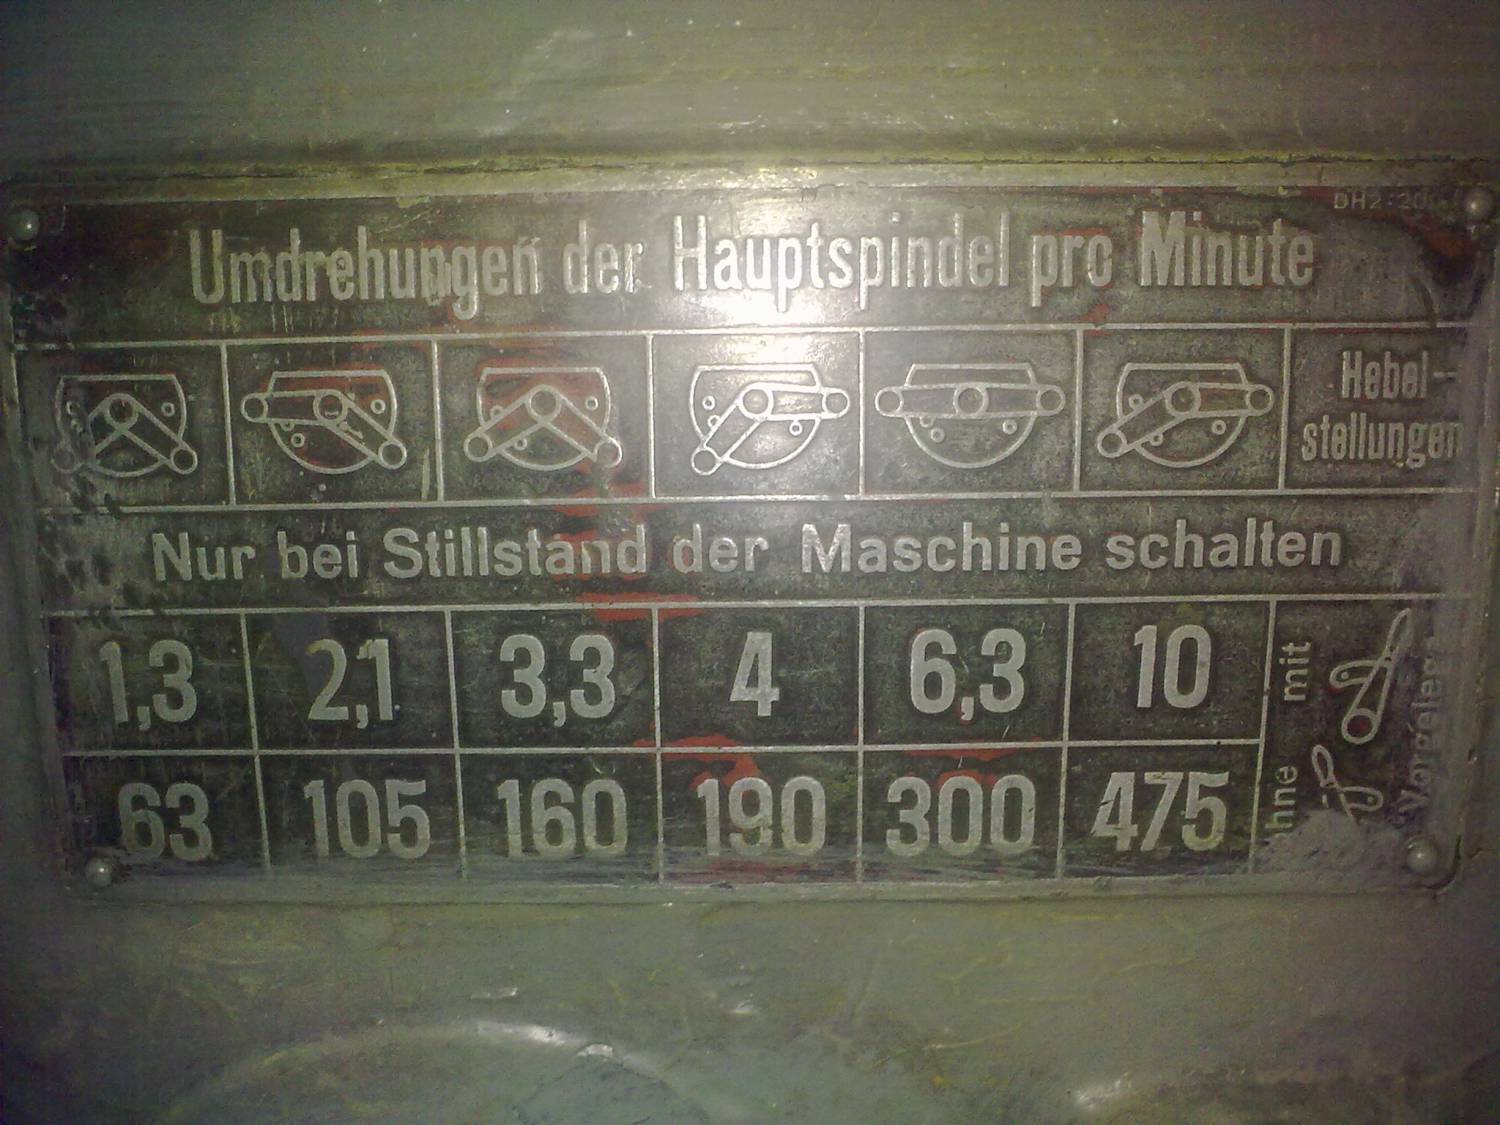 Umdrehungen der Hauptspindel pro Minute
Hebel-
stellungen
Nur bei Stillstand der Maschine schalten
1,3 2,1 3,3 4 6,3 10 mit
63 105 160 190 300 475